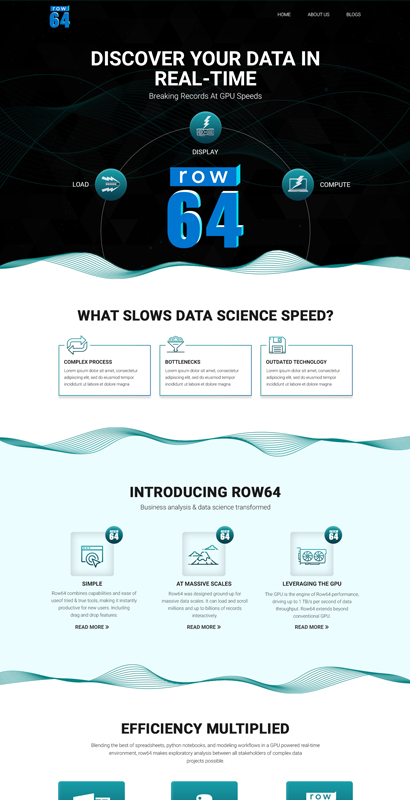 row
64
HOME ABOUT US BLOGS
DISCOVER YOUR DATA IN
REAL-TIME
Breaking Records At GPU Speeds
DISPLAY
LOAD
COMPUTE
row
64
WHAT SLOWS DATA SCIENCE SPEED?
COMPLEX PROCESS
Lorem ipsum dolor sit amet, consectetur
adipiscing elit, sed do eiusmod tempor
incididunt ut labore et dolore magna
BOTTLENECKS
Lorem ipsum dolor sit amet, consectetur
adipiscing elit, sed do eiusmod tempor
incididunt ut labore et dolore magna
OUTDATED TECHNOLOGY
Lorem ipsum dolor sit amet, consectetur
adipiscing elit, sed do eiusmod tempor
incididunt ut labore et dolore magna
INTRODUCING ROW64
Business analysis & data science transformed
64
SIMPLE
Row64 combines capabilities and ease of
used tried & true tools, making it instantly
productive for new users. Including
drag and drop features.
READ MORE »
64
AT MASSIVE SCALES
Row64 was designed ground-up for
massive data scales. It can load and scroll
millions and up to billions of records
interactively.
READ MORE »
64
LEVERAGING THE GPU
The GPU is the engine of Row64 performance,
driving up to 1 TB/s per second of data
throughput. Row64 extends beyond
conventional GPU.
READ MORE »
EFFICIENCY MULTIPLIED
Blending the best of spreadsheets, python notebooks, and modeling workflows in a GPU powered real-time
environment, row64 makes exploratory analysis between all stakeholders of complex data
projects possible.
row